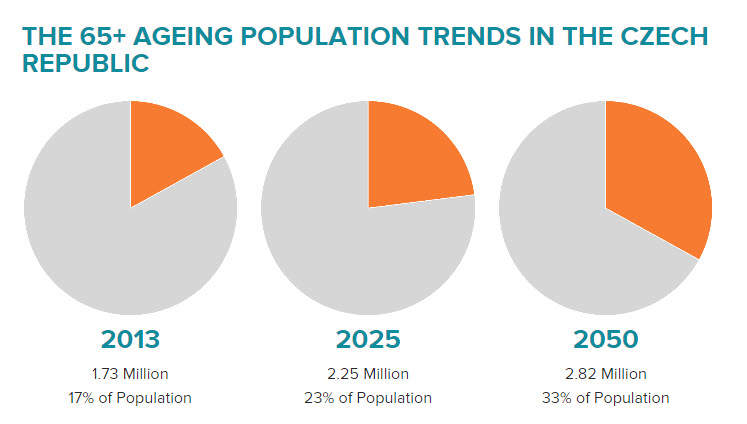 THE 65+ AGEING POPULATION TRENDS IN THE CZECH
REPUBLIC
2013
2025
2050
1.73 Million
2.25 Million
2.82 Million
17% of Population
23% of Population
33% of Population